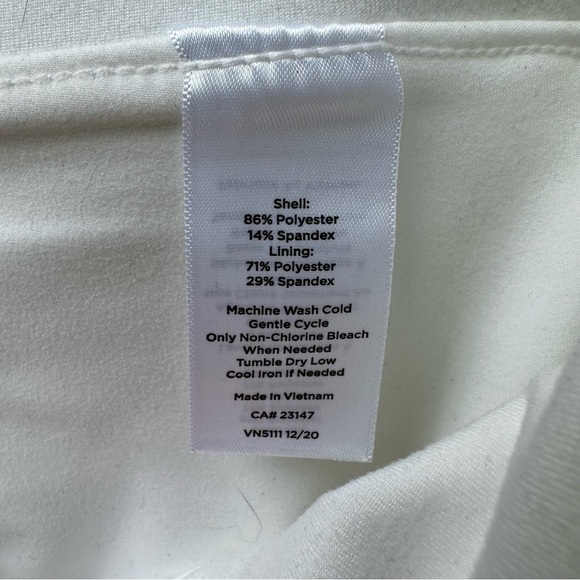 Shell:
86% Polyester
14% Spandex
Lining:
71% Polyester
29% Spandex
Machine Wash Cold
Gentle Cycle
Only Non-Chlorine Bleach
When Needed
Tumble Dry Low
Cool Iron If Needed
Made In Vietnam
CA# 23147
VN5111 12/20